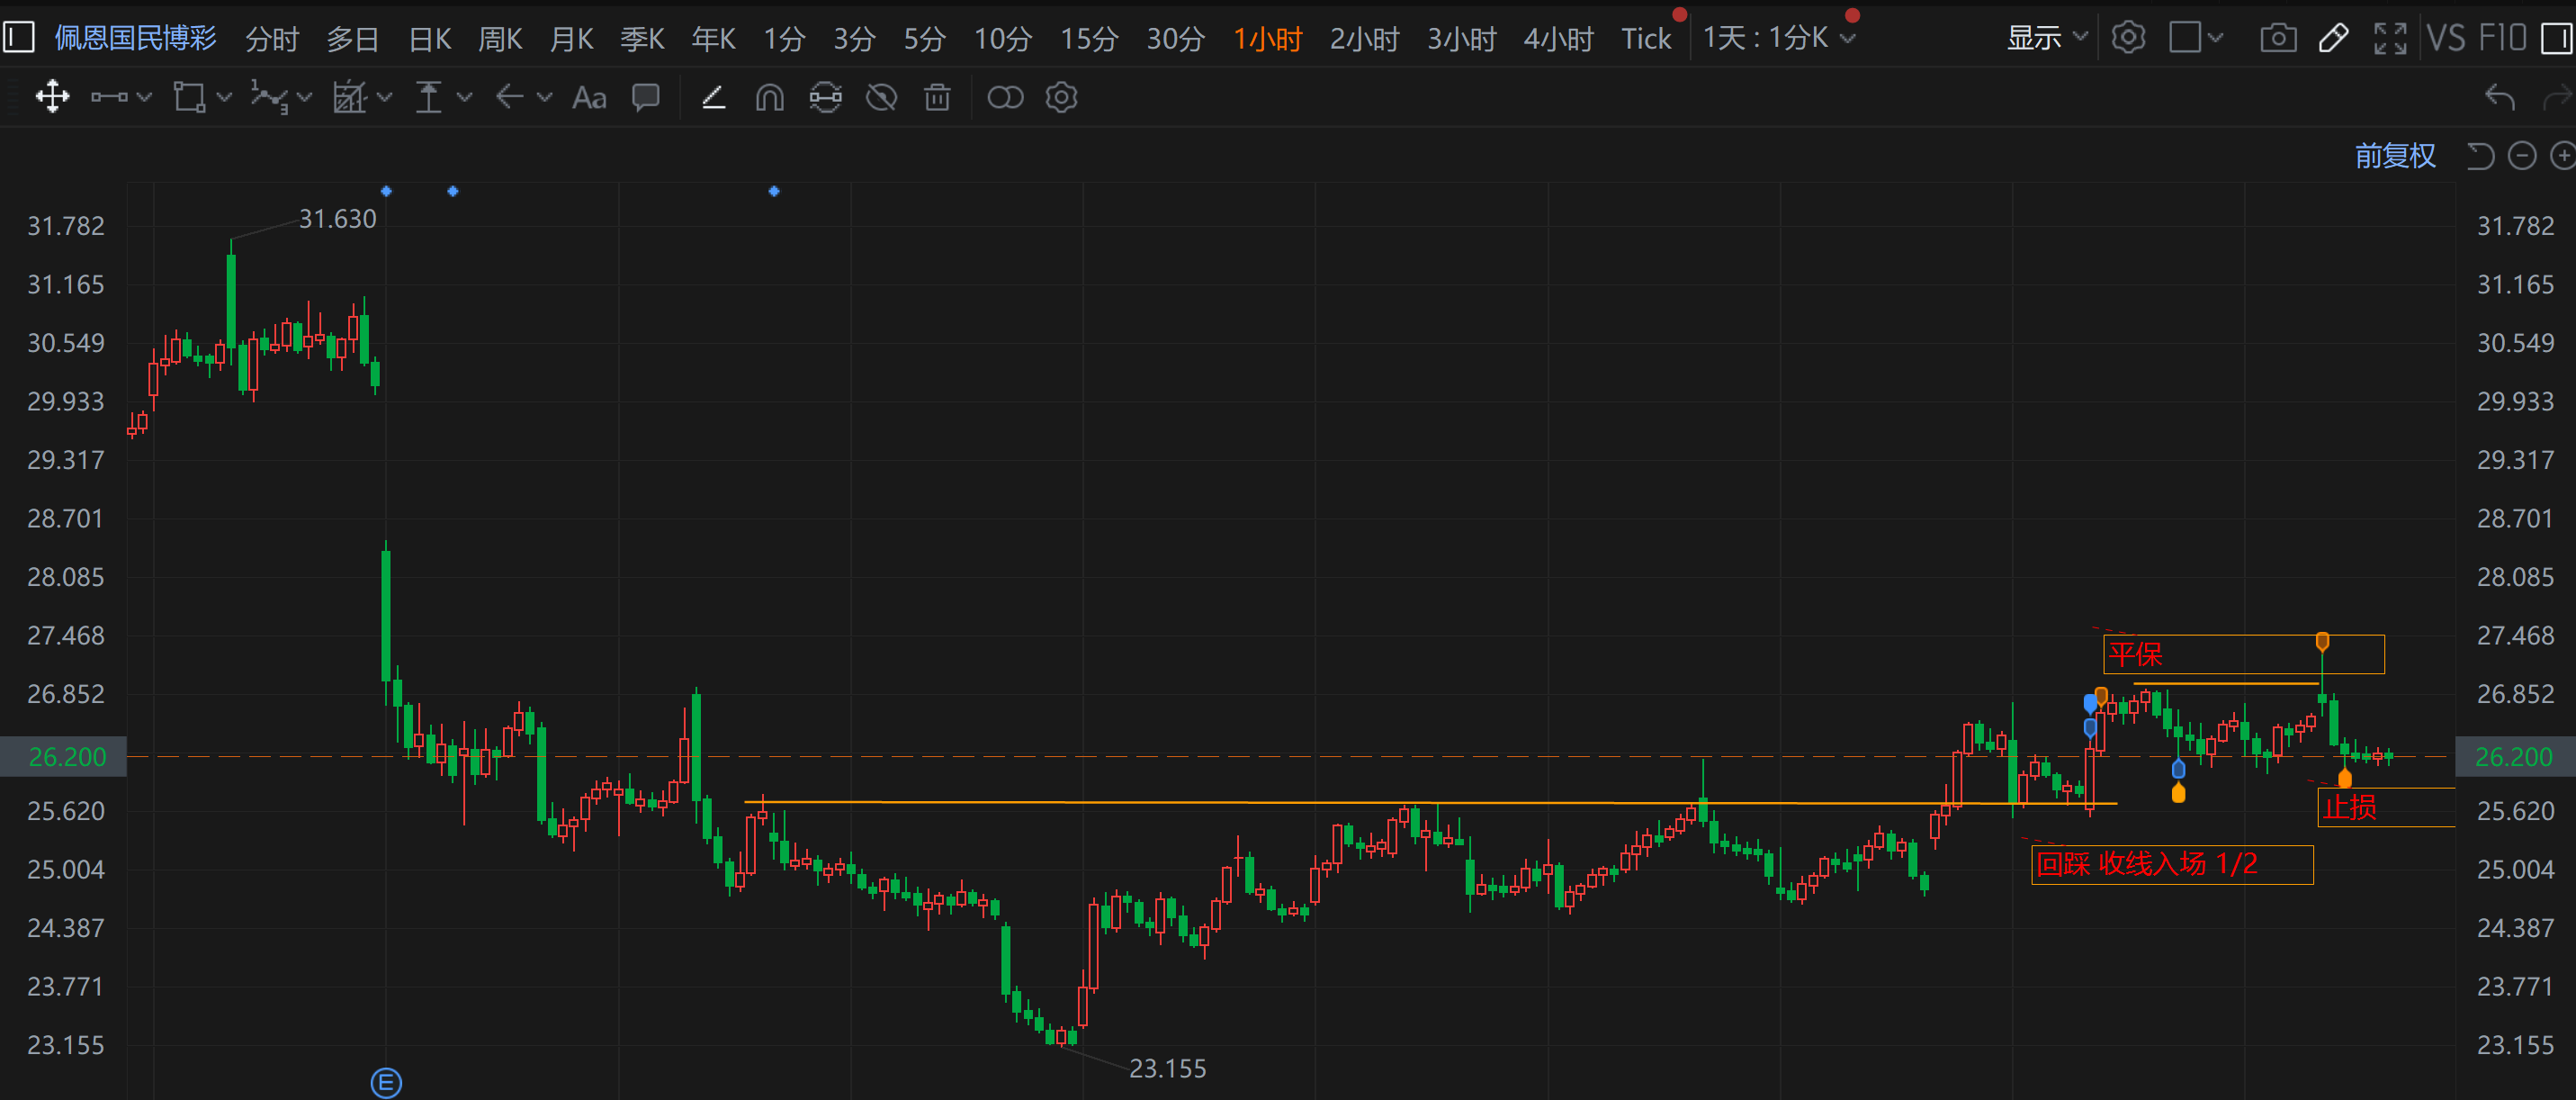 佩恩国民博彩 分时 多日 日K 周K 月K 季K 年K 1分 3分 5分 10分 15分 30分 1小时 2小时 3小时 4小时 Tick 1天 : 1分K 显示 VS F10
1 3 Aa
前复权
31.630
31.782 31.782
31.165 31.165
30.549 30.549
29.933 29.933
29.317 29.317
28.701 28.701
28.085 28.085
27.468 27.468
平保
26.852 26.852
26.200 26.200
25.620 止损 25.620
回踩 收线入场 1/2
25.004 25.004
24.387 24.387
23.771 23.771
23.155 23.155
23.155
E